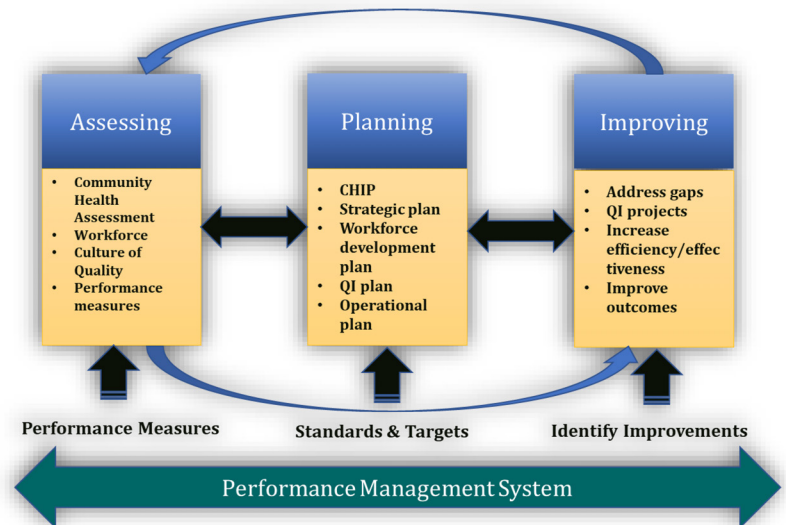 Assessing
Community
Health
Assessment
Workforce
Culture of
Quality
Performance
measures
Planning
CHIP
Strategic plan
Workforce
development
plan
QI plan
Operational
plan
Improving
Address gaps
QI projects
Increase
efficiency/effec
tiveness
Improve
outcomes
Performance Measures
Standards & Targets
Identify Improvements
Performance Management System